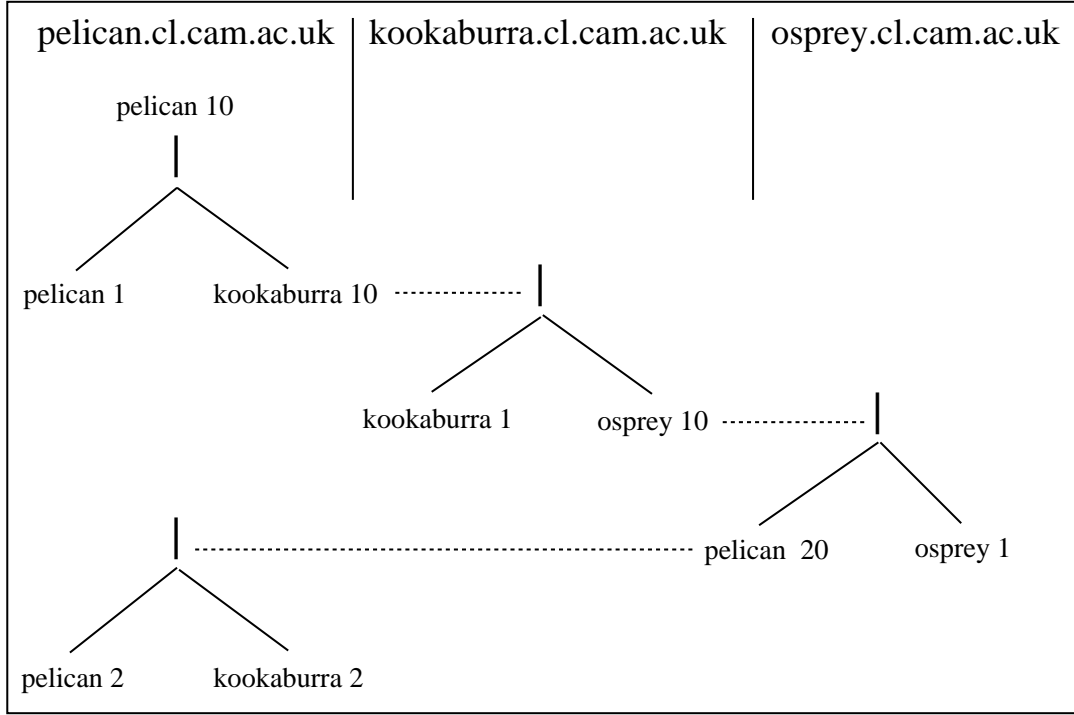 pelican.cl.cam.ac.uk kookaburra.cl.cam.ac.uk osprey.cl.cam.ac.uk
pelican 10
pelican 1 kookaburra 10
kookaburra 1 osprey 10
pelican 20 osprey 1
pelican 2 kookaburra 2